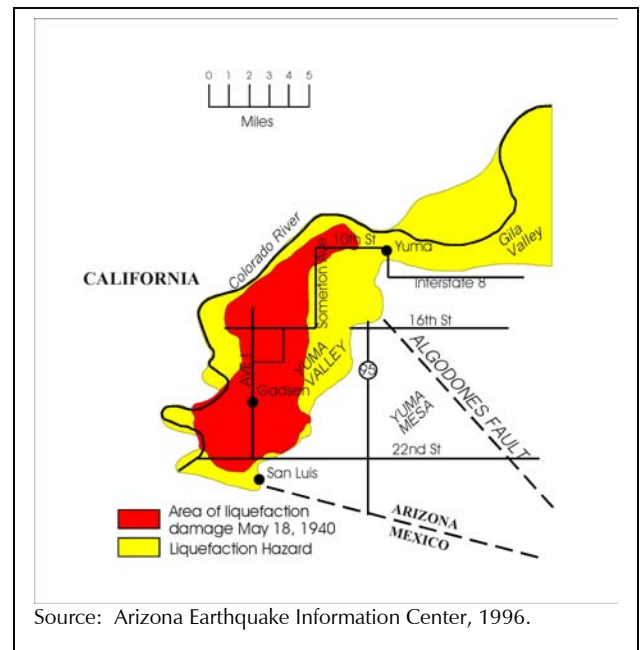 0 1 2 3 4 5
Miles
Colorado River
CALIFORNIA
10th St
Yuma
Gila
Valley
Somerton Ave
Interstate 8
16th St
AVE I
YUMA
VALLEY
95
ALGODONES FAULT
Gadsen
YUMA
MESA
22nd St
San Luis
ARIZONA
MEXICO
Area of liquefaction
damage May 18, 1940
Liquefaction Hazard
Source: Arizona Earthquake Information Center, 1996.